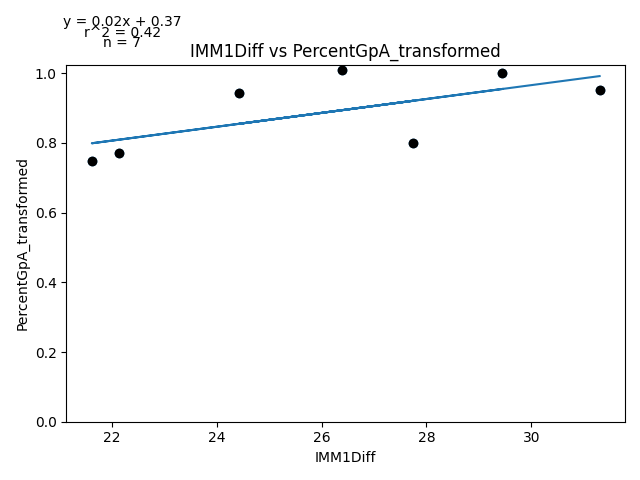 y = 0.02x + 0.37
r^2 = 0.42
n = 7
IMM1Diff vs PercentGpA_transformed
1.0
0.8
0.6
0.4
0.2
0.0
PercentGpA_transformed
22 24 26 28 30
IMM1Diff